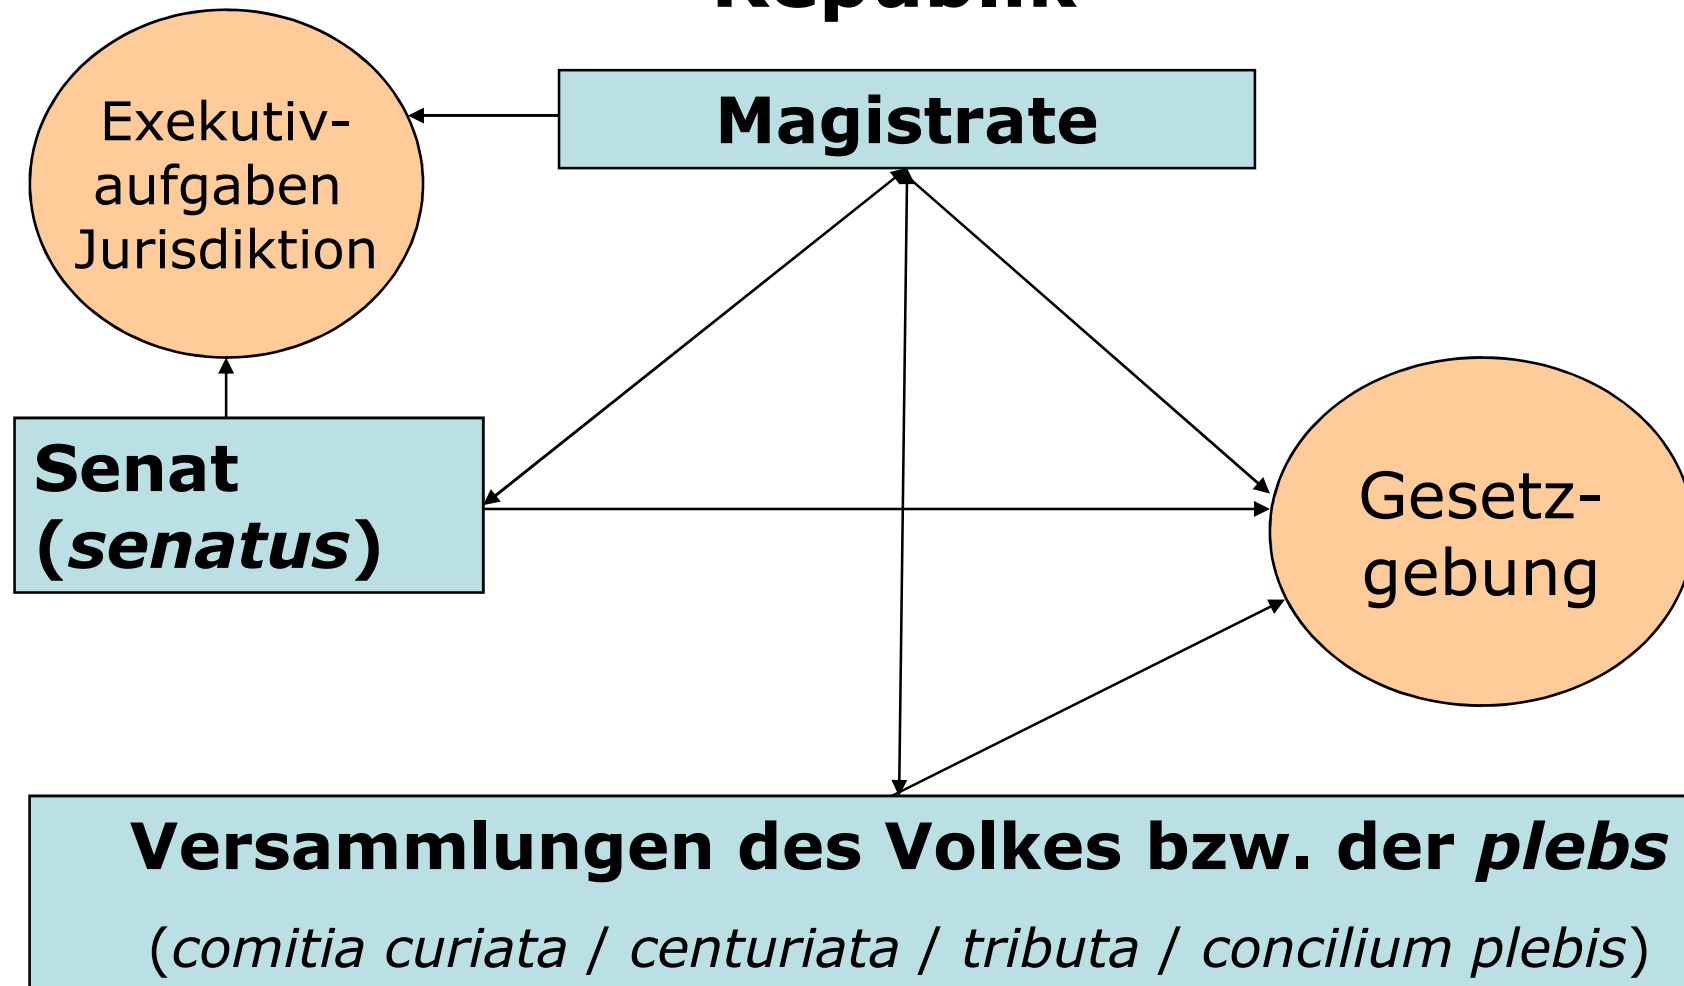 Republik
Magistrate
Exekutiv-
aufgaben
Jurisdiktion
Senat
(senatus)
Gesetz-
gebung
Versammlungen des Volkes bzw. der plebs
(comitia curiata / centuriata / tributa / concilium plebis)